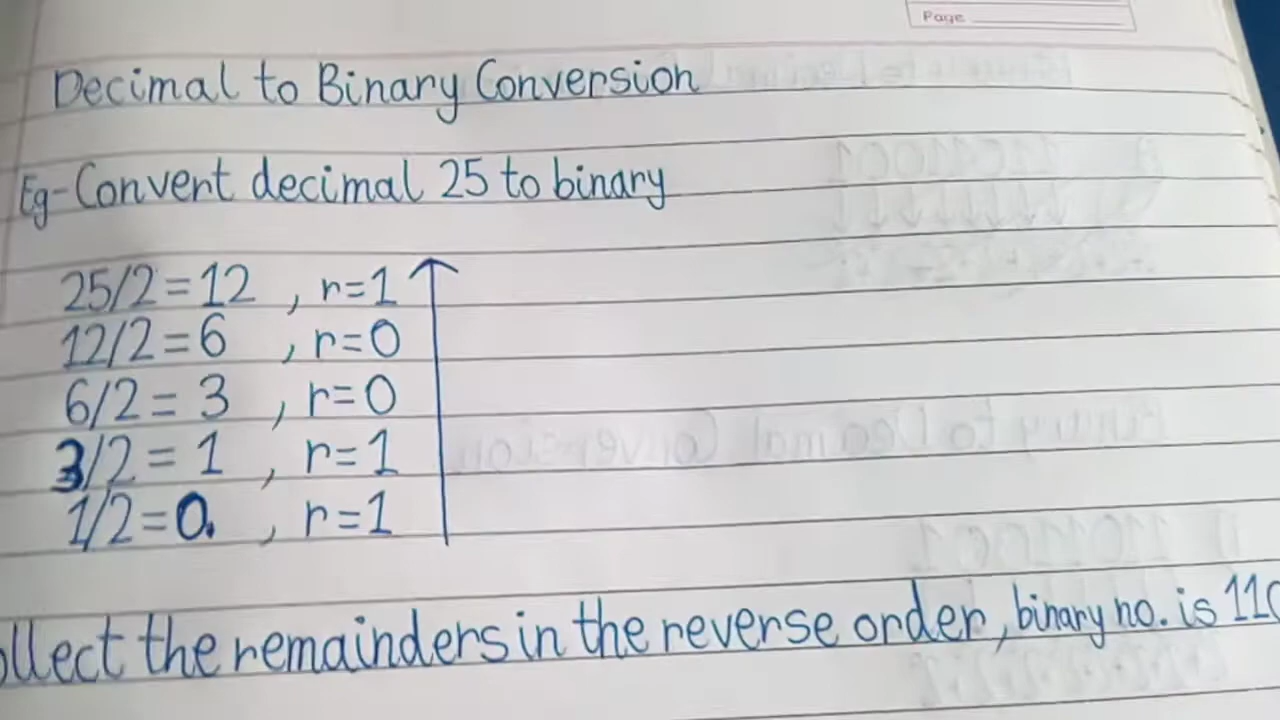 Page
Decimal to Binary Conversion
Eg-Convert decimal 25 to binary
25/2=12 , r=1
12/2=6 , r=0
6/2=3 , r=0
3/2=1 , r=1
1/2=0. , r=1
ollect the remainders in the reverse order, binary no. is 110